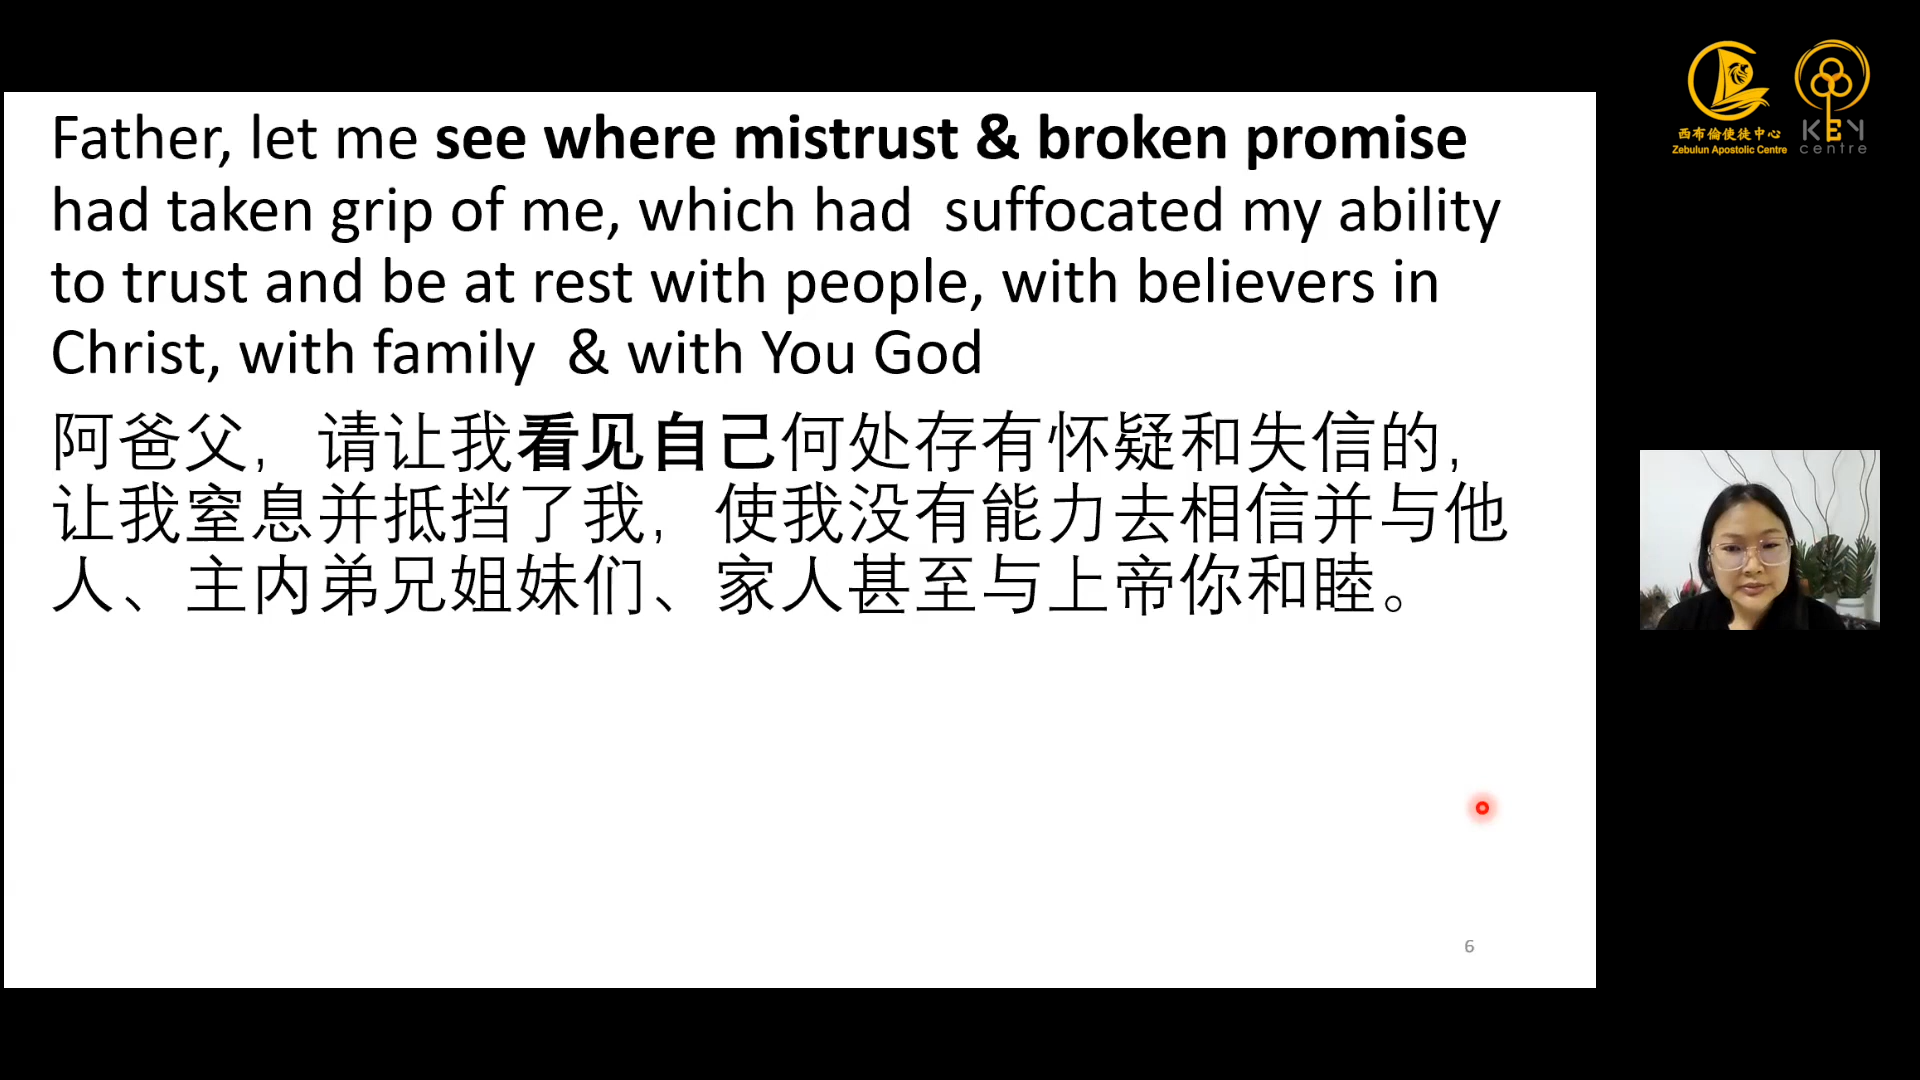 Father, let me see where mistrust & broken promise
had taken grip of me, which had  suffocated my ability
to trust and be at rest with people, with believers in
Christ, with family  & with You God
阿爸父，请让我看见自己何处存有怀疑和失信的，
让我窒息并抵挡了我，使我没有能力去相信并与他
人、主内弟兄姐妹们、家人甚至与上帝你和睦。
6
西布倫使徒中心
Zebulun Apostolic Centre
KEY
centre